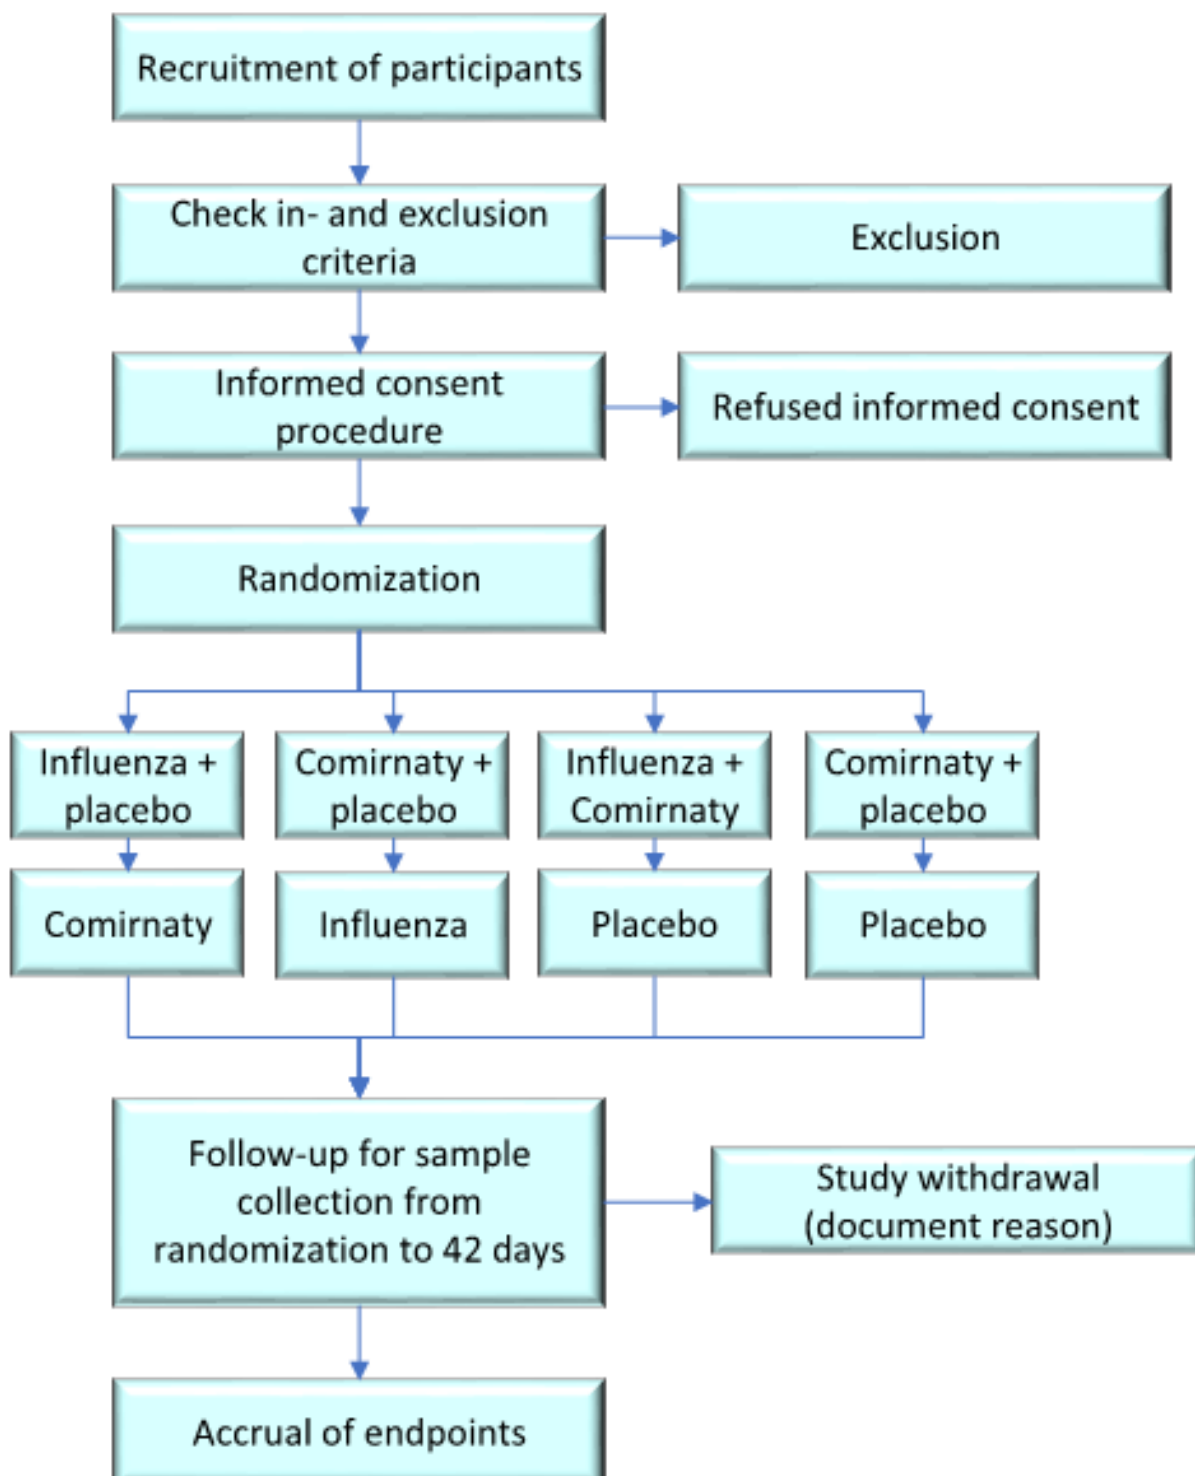 Recruitment of participants
Check in- and exclusion
criteria
Exclusion
Informed consent
procedure
Refused informed consent
Randomization
Influenza +
placebo
Comirnaty +
placebo
Influenza +
Comirnaty
Comirnaty +
placebo
Comirnaty
Influenza
Placebo
Placebo
Follow-up for sample
collection from
randomization to 42 days
Study withdrawal
(document reason)
Accrual of endpoints